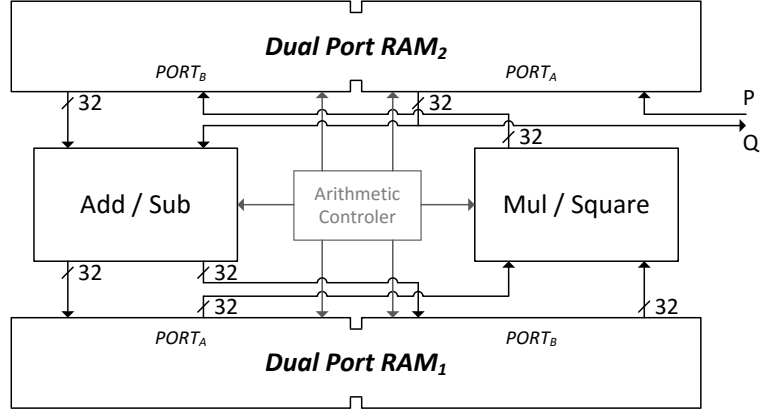 Dual Port RAM2
PORTB
PORTA
32
32
P
32
Q
Add / Sub
Arithmetic
Controler
Mul / Square
32
32
32
32
PORTA
PORTB
Dual Port RAM1